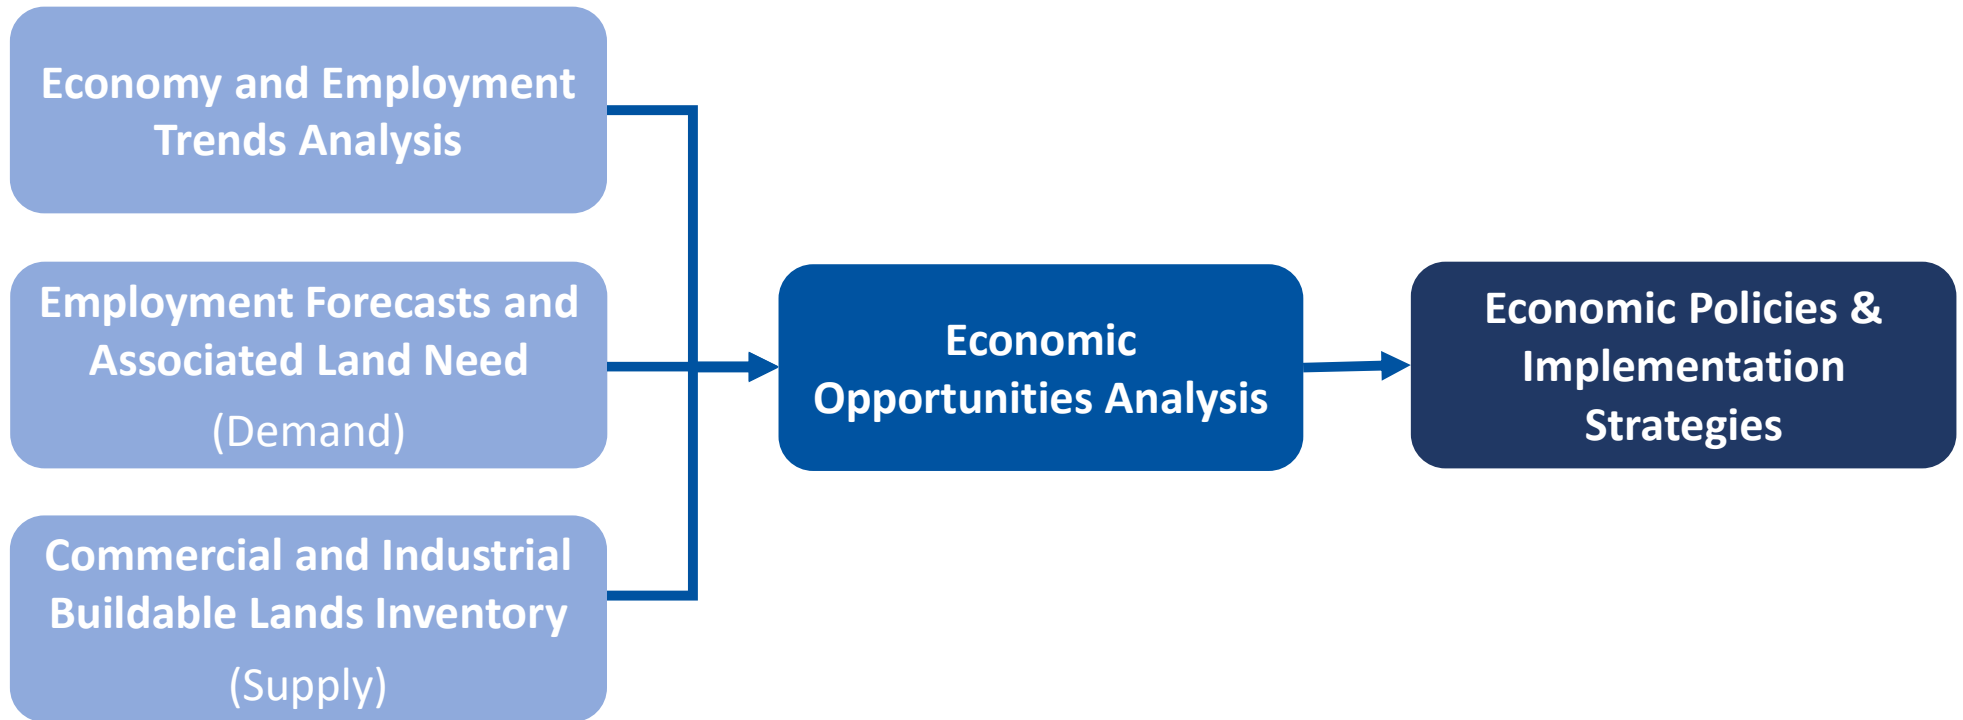 Economy and Employment
Trends Analysis
Employment Forecasts and
Associated Land Need
(Demand)
Commercial and Industrial
Buildable Lands Inventory
(Supply)
Economic
Opportunities Analysis
Economic Policies &
Implementation
Strategies